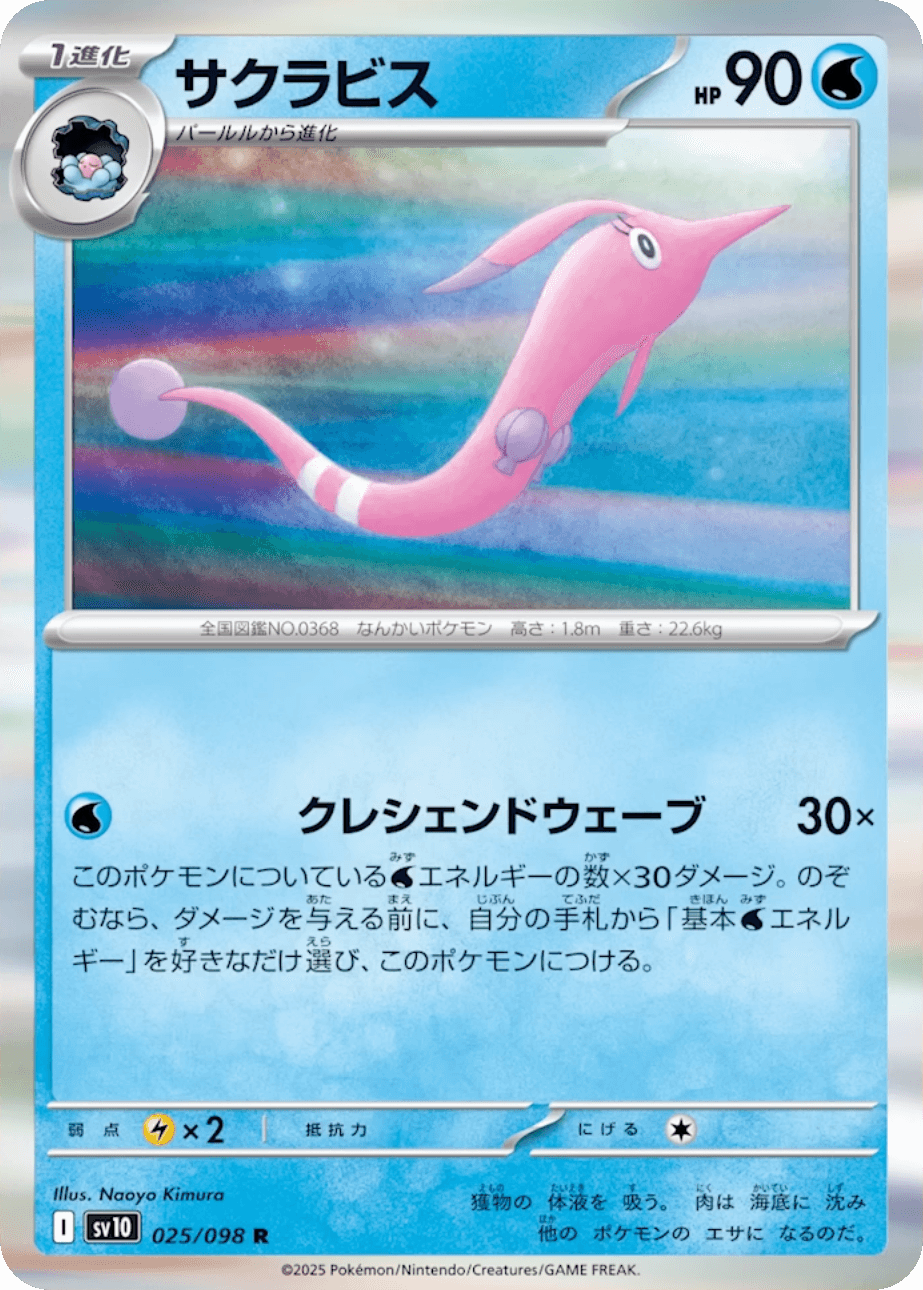 1進化
サクラビス
HP 90
パールルから進化
全国図鑑NO.0368 なんかいポケモン 高さ：1.8m 重さ：22.6kg
クレシェンドウェーブ 30×
このポケモンについているエネルギーの数×30ダメージ。のぞ
むなら、ダメージを与える前に、自分の手札から「基本エネル
ギー」を好きなだけ選び、このポケモンにつける。
弱点 ×2 抵抗力 にげる
Illus. Naoyo Kimura
獲物の 体液を 吸う。 肉は 海底に 沈み
他の ポケモンの エサに なるのだ。
I sv10 025/098 R
©2025 Pokémon/Nintendo/Creatures/GAME FREAK.